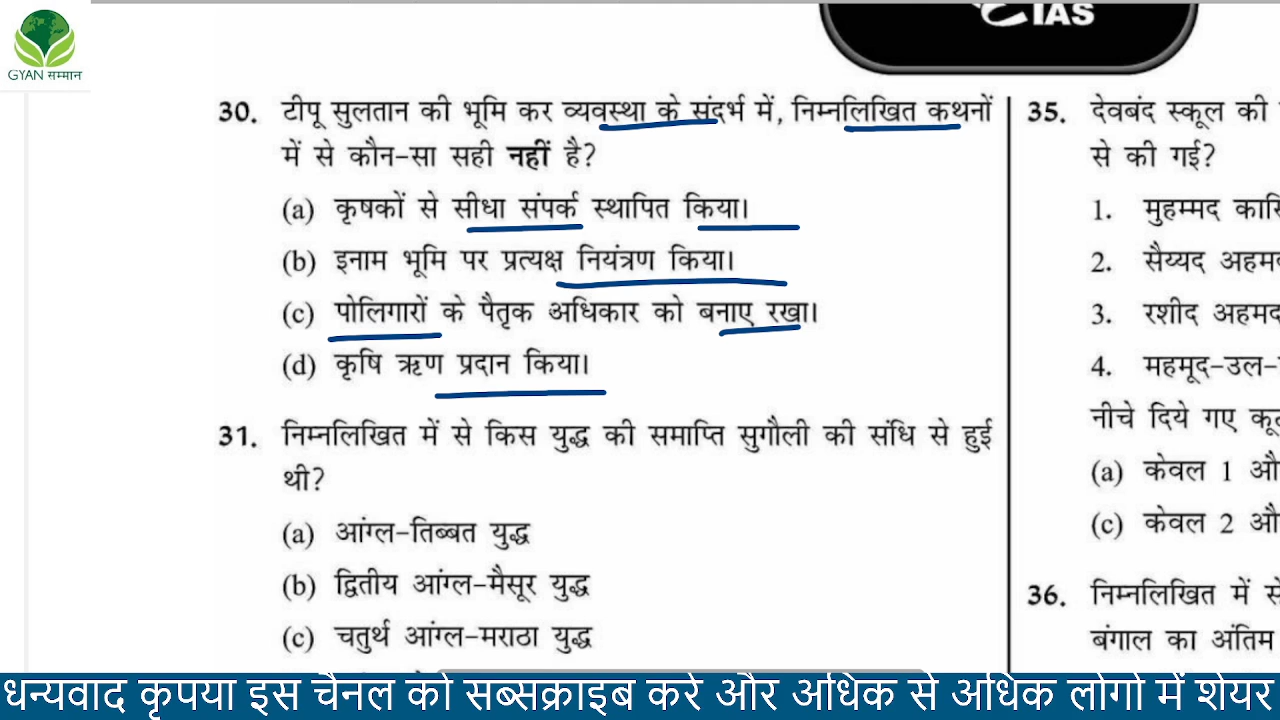 GYAN सम्मान
IAS
30. टीपू सुलतान की भूमि कर व्यवस्था के संदर्भ में, निम्नलिखित कथनों
में से कौन-सा सही नहीं है?
(a) कृषकों से सीधा संपर्क स्थापित किया।
(b) इनाम भूमि पर प्रत्यक्ष नियंत्रण किया।
(c) पोलिगारों के पैतृक अधिकार को बनाए रखा।
(d) कृषि ऋण प्रदान किया।
31. निम्नलिखित में से किस युद्ध की समाप्ति सुगौली की संधि से हुई
थी?
(a) आंग्ल-तिब्बत युद्ध
(b) द्वितीय आंग्ल-मैसूर युद्ध
(c) चतुर्थ आंग्ल-मराठा युद्ध
35. देवबंद स्कूल की
से की गई?
1. मुहम्मद
2. सैय्यद
3. रशीद
4. महमूद-उल-
नीचे दिये गए
(a) केवल 1
(c) केवल 2
36. निम्नलिखित में
बंगाल का अंतिम
धन्यवाद कृपया इस चैनल को सब्सक्राइब करें और अधिक से अधिक लोगों में शेयर